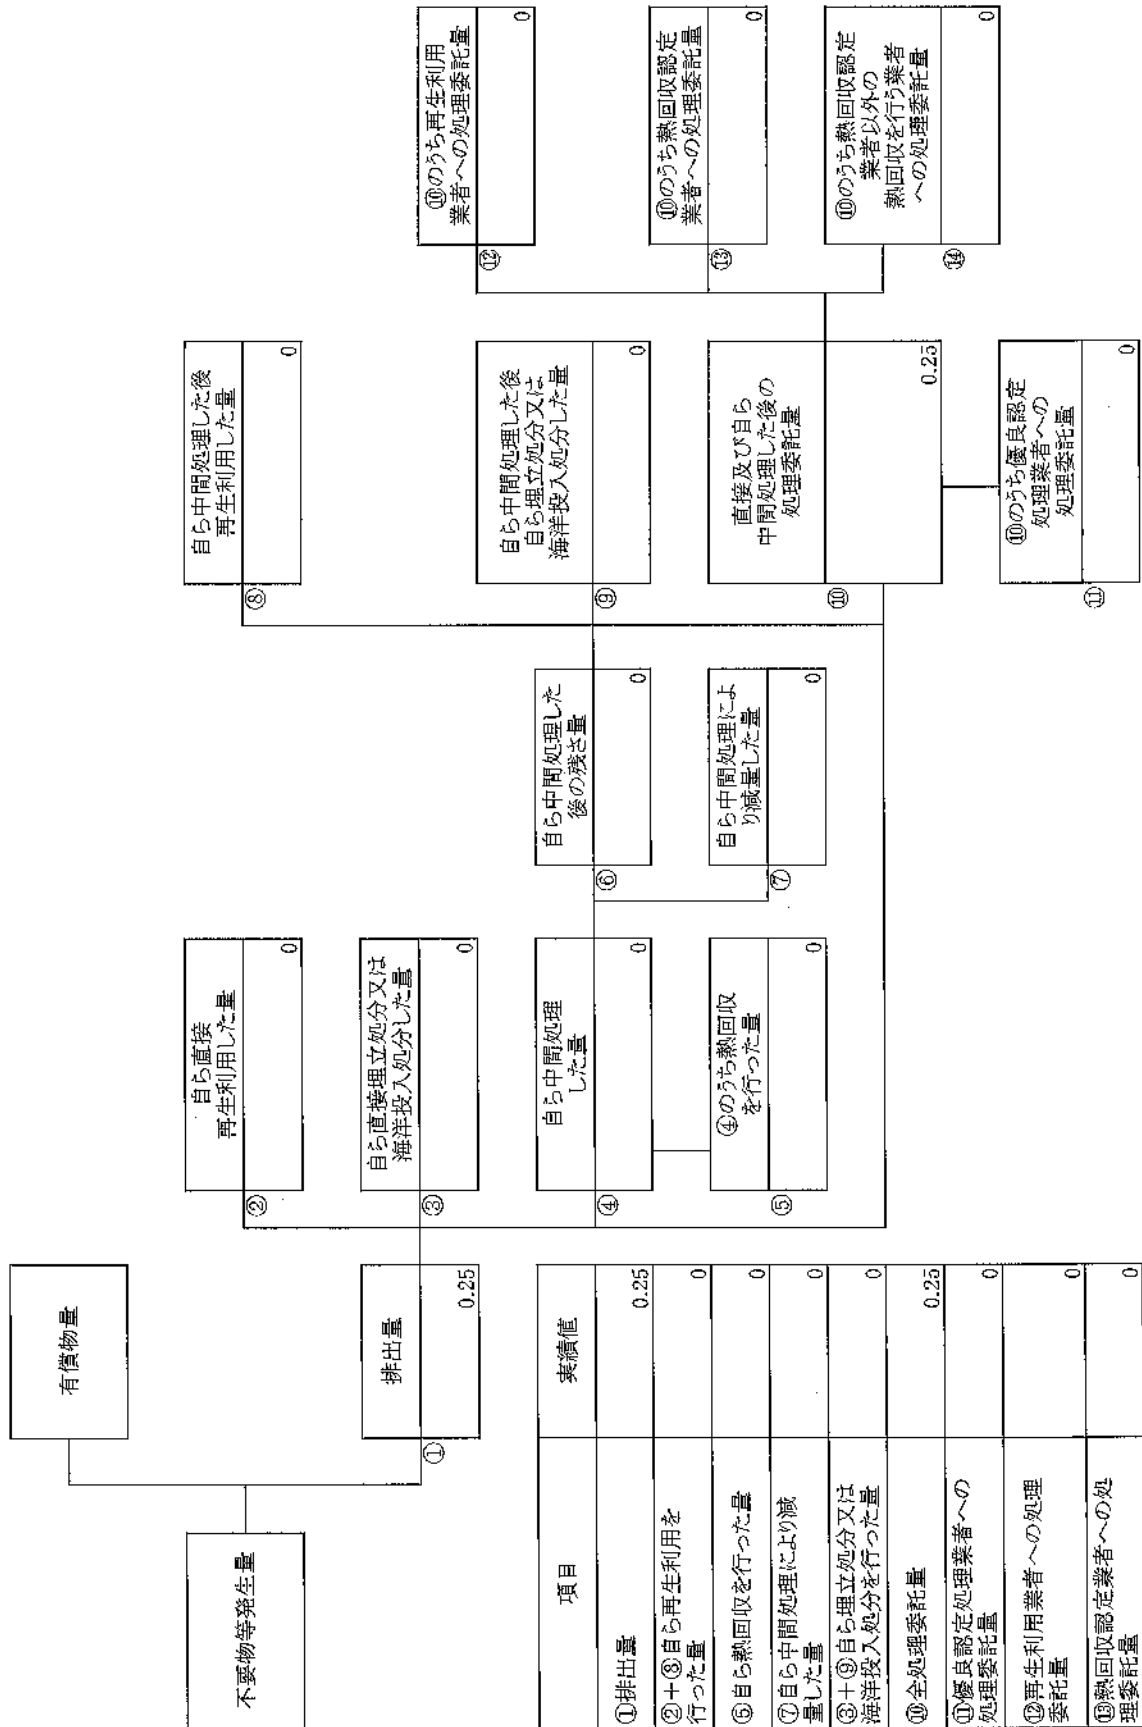 不要物等発生量
有償物量
①
排出量
0.25
②
自ら直接
再生利用した量
0
③
自ら直接埋立処分又は
海洋投入処分した量
0
④
自ら中間処理
した量
0
⑤
④のうち熱回収
を行った量
0
⑥
自ら中間処理した
後の残さ量
0
⑦
自ら中間処理によ
り減量した量
0
⑧
自ら中間処理した後
再生利用した量
0
⑨
自ら中間処理した後
自ら埋立処分又は
海洋投入処分した量
0
⑩
直接及び自ら
中間処理した後の
処理委託量
0.25
⑪
⑩のうち優良認定
処理業者への
処理委託量
0
⑫
⑩のうち再生利用
業者への処理委託量
0
⑬
⑩のうち熱回収認定
業者への処理委託量
0
⑭
⑩のうち熱回収認定
業者以外の
熱回収を行う業者
への処理委託量
0
項目 実績値
①排出量 0.25
②+⑧自ら再生利用を
行った量 0
⑤自ら熱回収を行った量 0
⑦自ら中間処理により減
量した量 0
③+⑨自ら埋立処分又は
海洋投入処分を行った量 0
⑩全処理委託量 0.25
⑪優良認定処理業者への
処理委託量 0
⑫再生利用業者への処理
委託量 0
⑬熱回収認定業者への処
理委託量 0